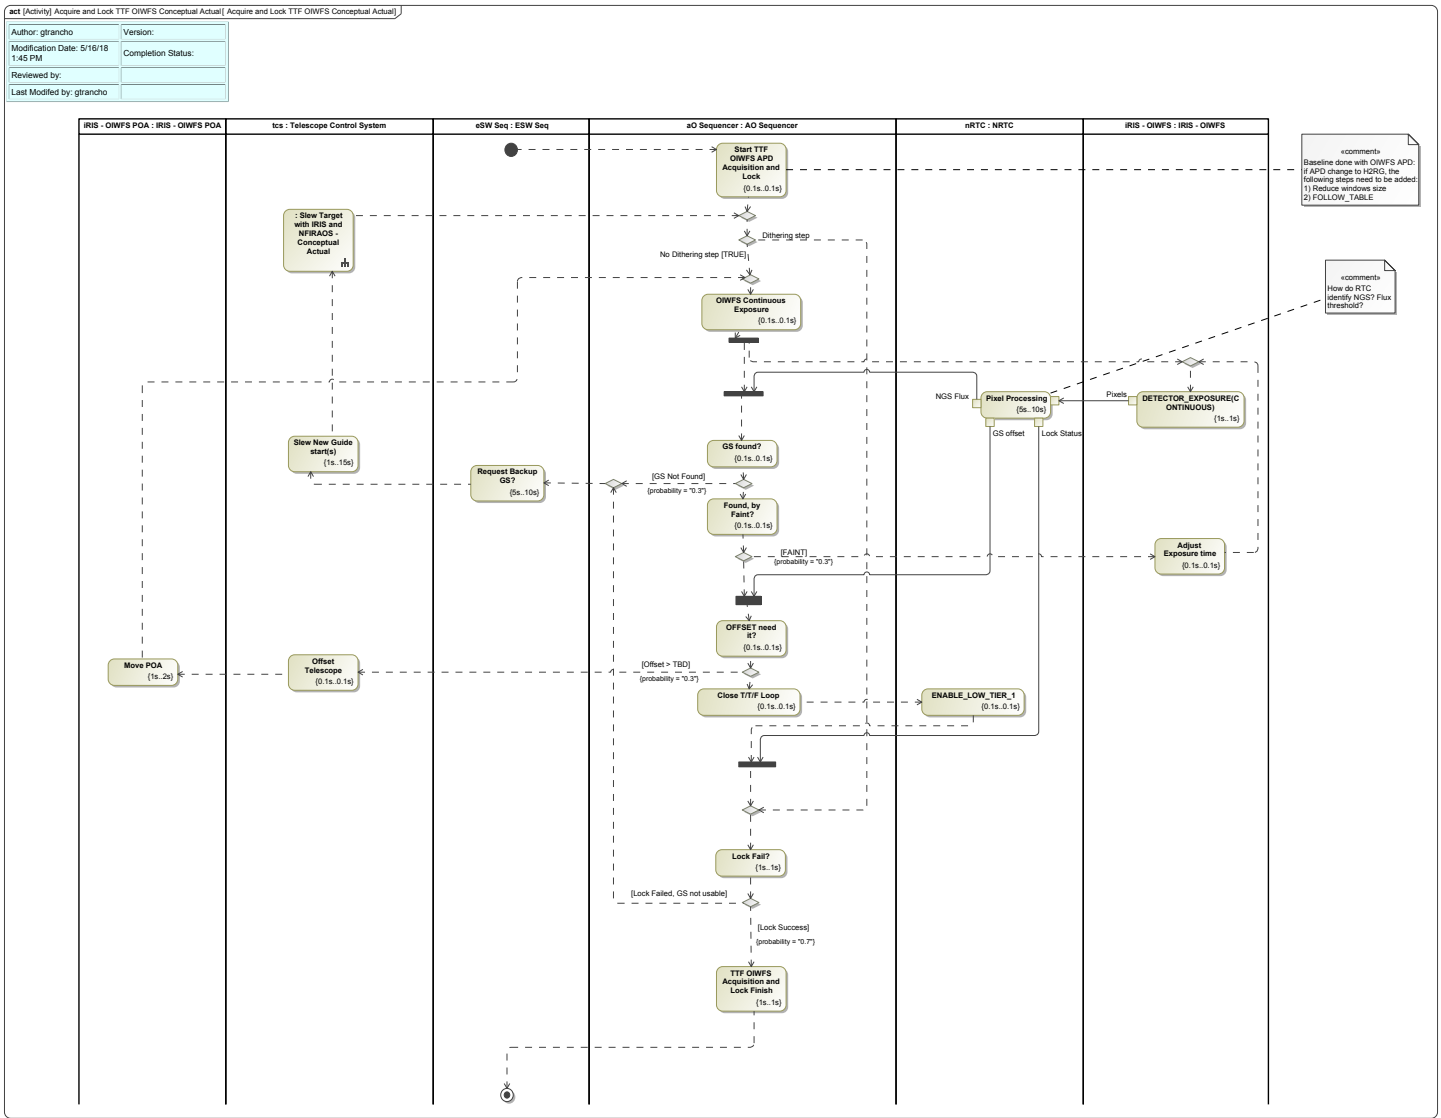 act [Activity] Acquire and Lock TTF OIWFS Conceptual Actual[ Acquire and Lock TTF OIWFS Conceptual Actual]
Author: gtrancho
Version:
Modification Date: 5/16/18
1:45 PM
Completion Status:
Reviewed by:
Last Modifed by: gtrancho
iRIS - OIWFS POA : IRIS - OIWFS POA
tcs : Telescope Control System
eSW Seq : ESW Seq
aO Sequencer : AO Sequencer
nRTC : NRTC
iRIS - OIWFS : IRIS - OIWFS
Start TTF
OIWFS APD
Acquisition and
Lock
{0.1s..0.1s}
«comment»
Baseline done with OIWFS APD:
if APD change to H2RG, the
following steps need to be added:
1) Reduce windows size
2) FOLLOW_TABLE
: Slew Target
with IRIS and
NFIRAOS -
Conceptual
Actual
Dithering step
No Dithering step [TRUE]
«comment»
How do RTC
identify NGS? Flux
threshold?
OIWFS Continuous
Exposure
{0.1s..0.1s}
NGS Flux
Pixel Processing
{5s..10s}
Pixels
DETECTOR_EXPOSURE(C
ONTINUOUS)
{1s..1s}
GS offset
Lock Status
Slew New Guide
start(s)
{1s..15s}
GS found?
{0.1s..0.1s}
Request Backup
GS?
{5s..10s}
[GS Not Found]
{probability = "0.3"}
Found, by
Faint?
{0.1s..0.1s}
[FAINT]
{probability = "0.3"}
Adjust
Exposure time
{0.1s..0.1s}
OFFSET need
it?
{0.1s..0.1s}
Move POA
{1s..2s}
Offset
Telescope
{0.1s..0.1s}
[Offset > TBD]
{probability = "0.3"}
Close T/T/F Loop
{0.1s..0.1s}
ENABLE_LOW_TIER_1
{0.1s..0.1s}
Lock Fail?
{1s..1s}
[Lock Failed, GS not usable]
[Lock Success]
{probability = "0.7"}
TTF OIWFS
Acquisition and
Lock Finish
{1s..1s}